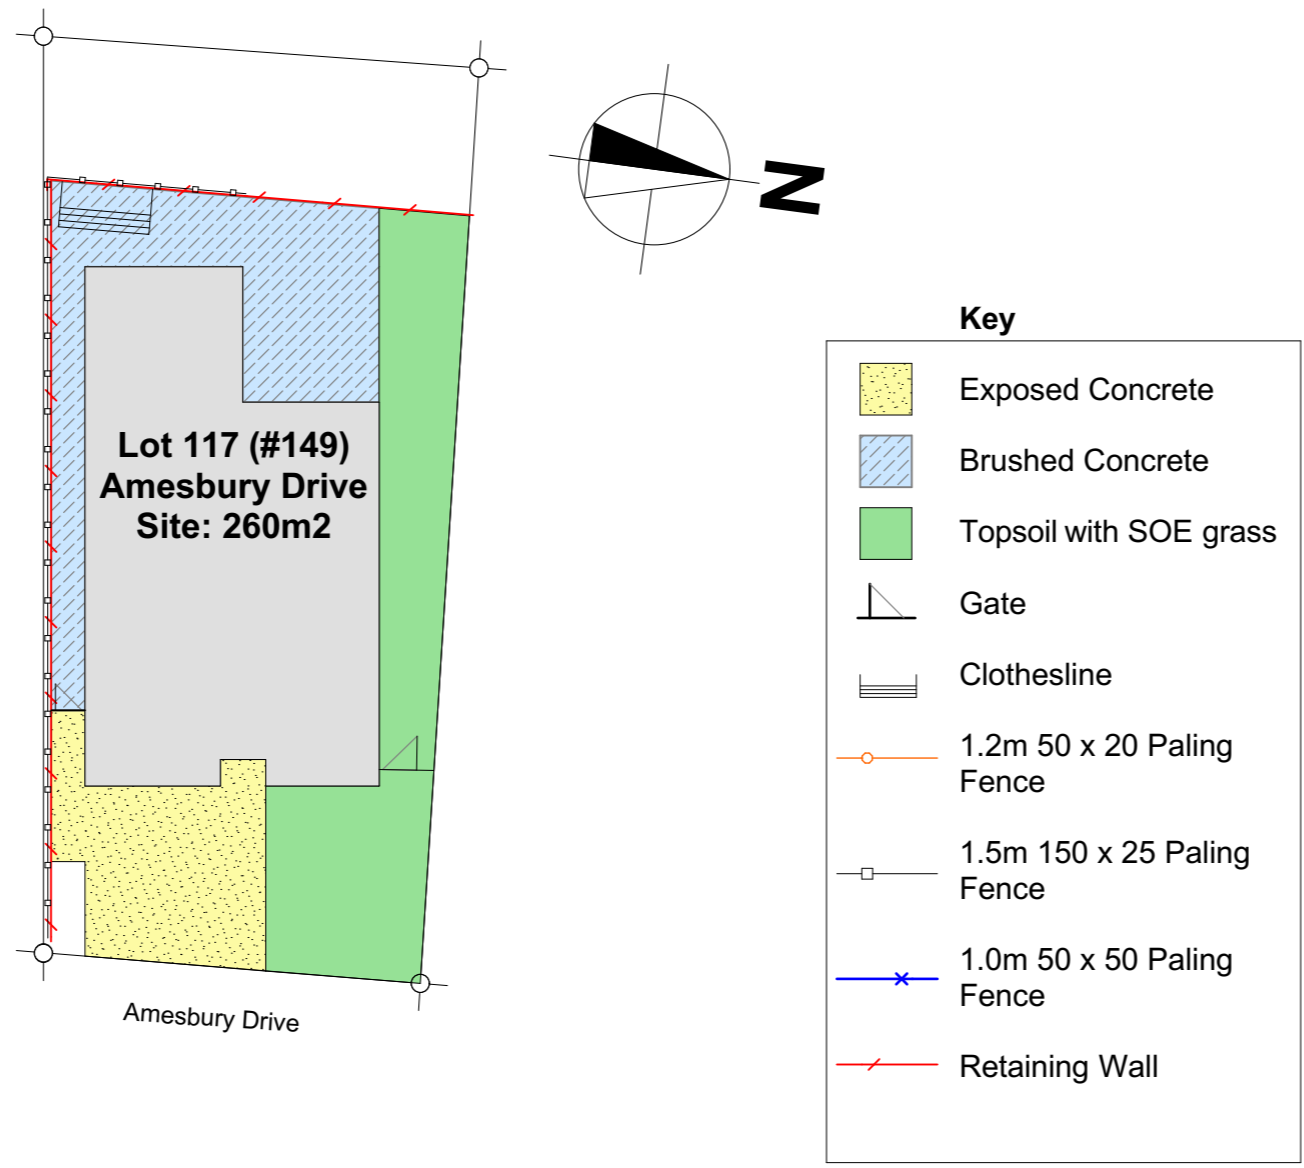 N
Lot 117 (#149)
Amesbury Drive
Site: 260m2
Amesbury Drive
Key
Exposed Concrete
Brushed Concrete
Topsoil with SOE grass
Gate
Clothesline
1.2m 50 x 20 Paling
Fence
1.5m 150 x 25 Paling
Fence
1.0m 50 x 50 Paling
Fence
Retaining Wall